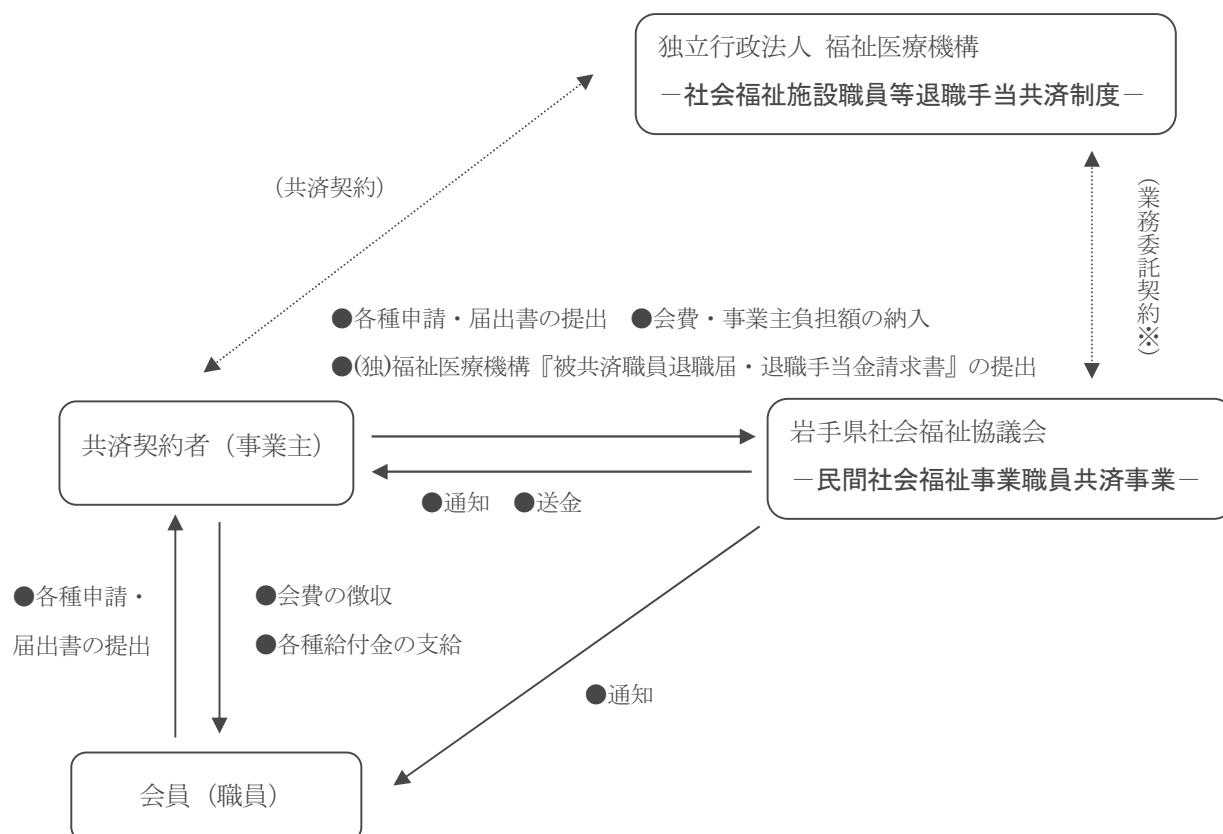 独立行政法人 福祉医療機構
－社会福祉施設職員等退職手当共済制度－
（共済契約）
（業務委託契約※）
●各種申請・届出書の提出　●会費・事業主負担額の納入
●(独)福祉医療機構『被共済職員退職届・退職手当金請求書』の提出
共済契約者（事業主）
岩手県社会福祉協議会
－民間社会福祉事業職員共済事業－
●通知　●送金
●各種申請・
届出書の提出
●会費の徴収
●各種給付金の支給
●通知
会員（職員）